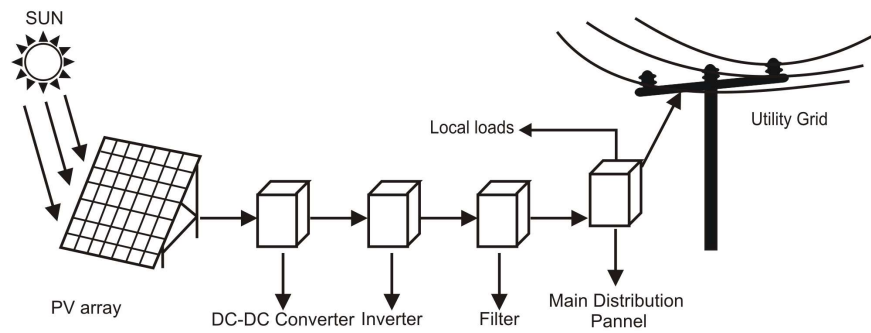 SUN
Local loads
Utility Grid
PV array
DC-DC Converter
Inverter
Filter
Main Distribution
Pannel